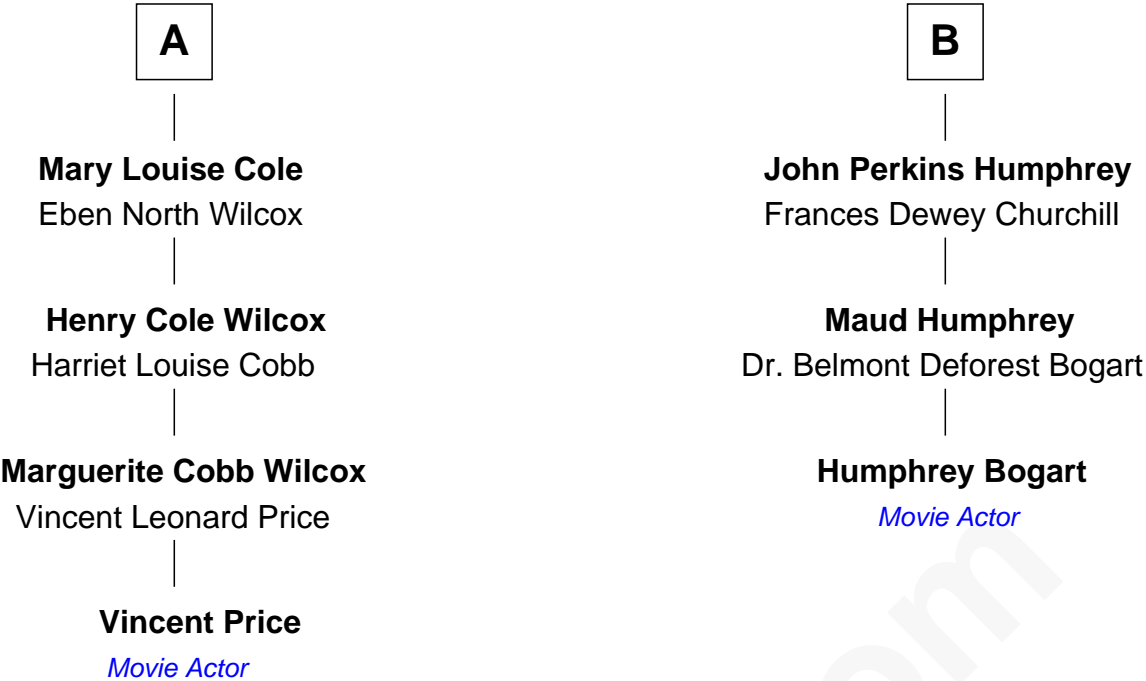 A
Mary Louise Cole
Eben North Wilcox
Henry Cole Wilcox
Harriet Louise Cobb
Marguerite Cobb Wilcox
Vincent Leonard Price
Vincent Price
Movie Actor
B
John Perkins Humphrey
Frances Dewey Churchill
Maud Humphrey
Dr. Belmont Deforest Bogart
Humphrey Bogart
Movie Actor
om